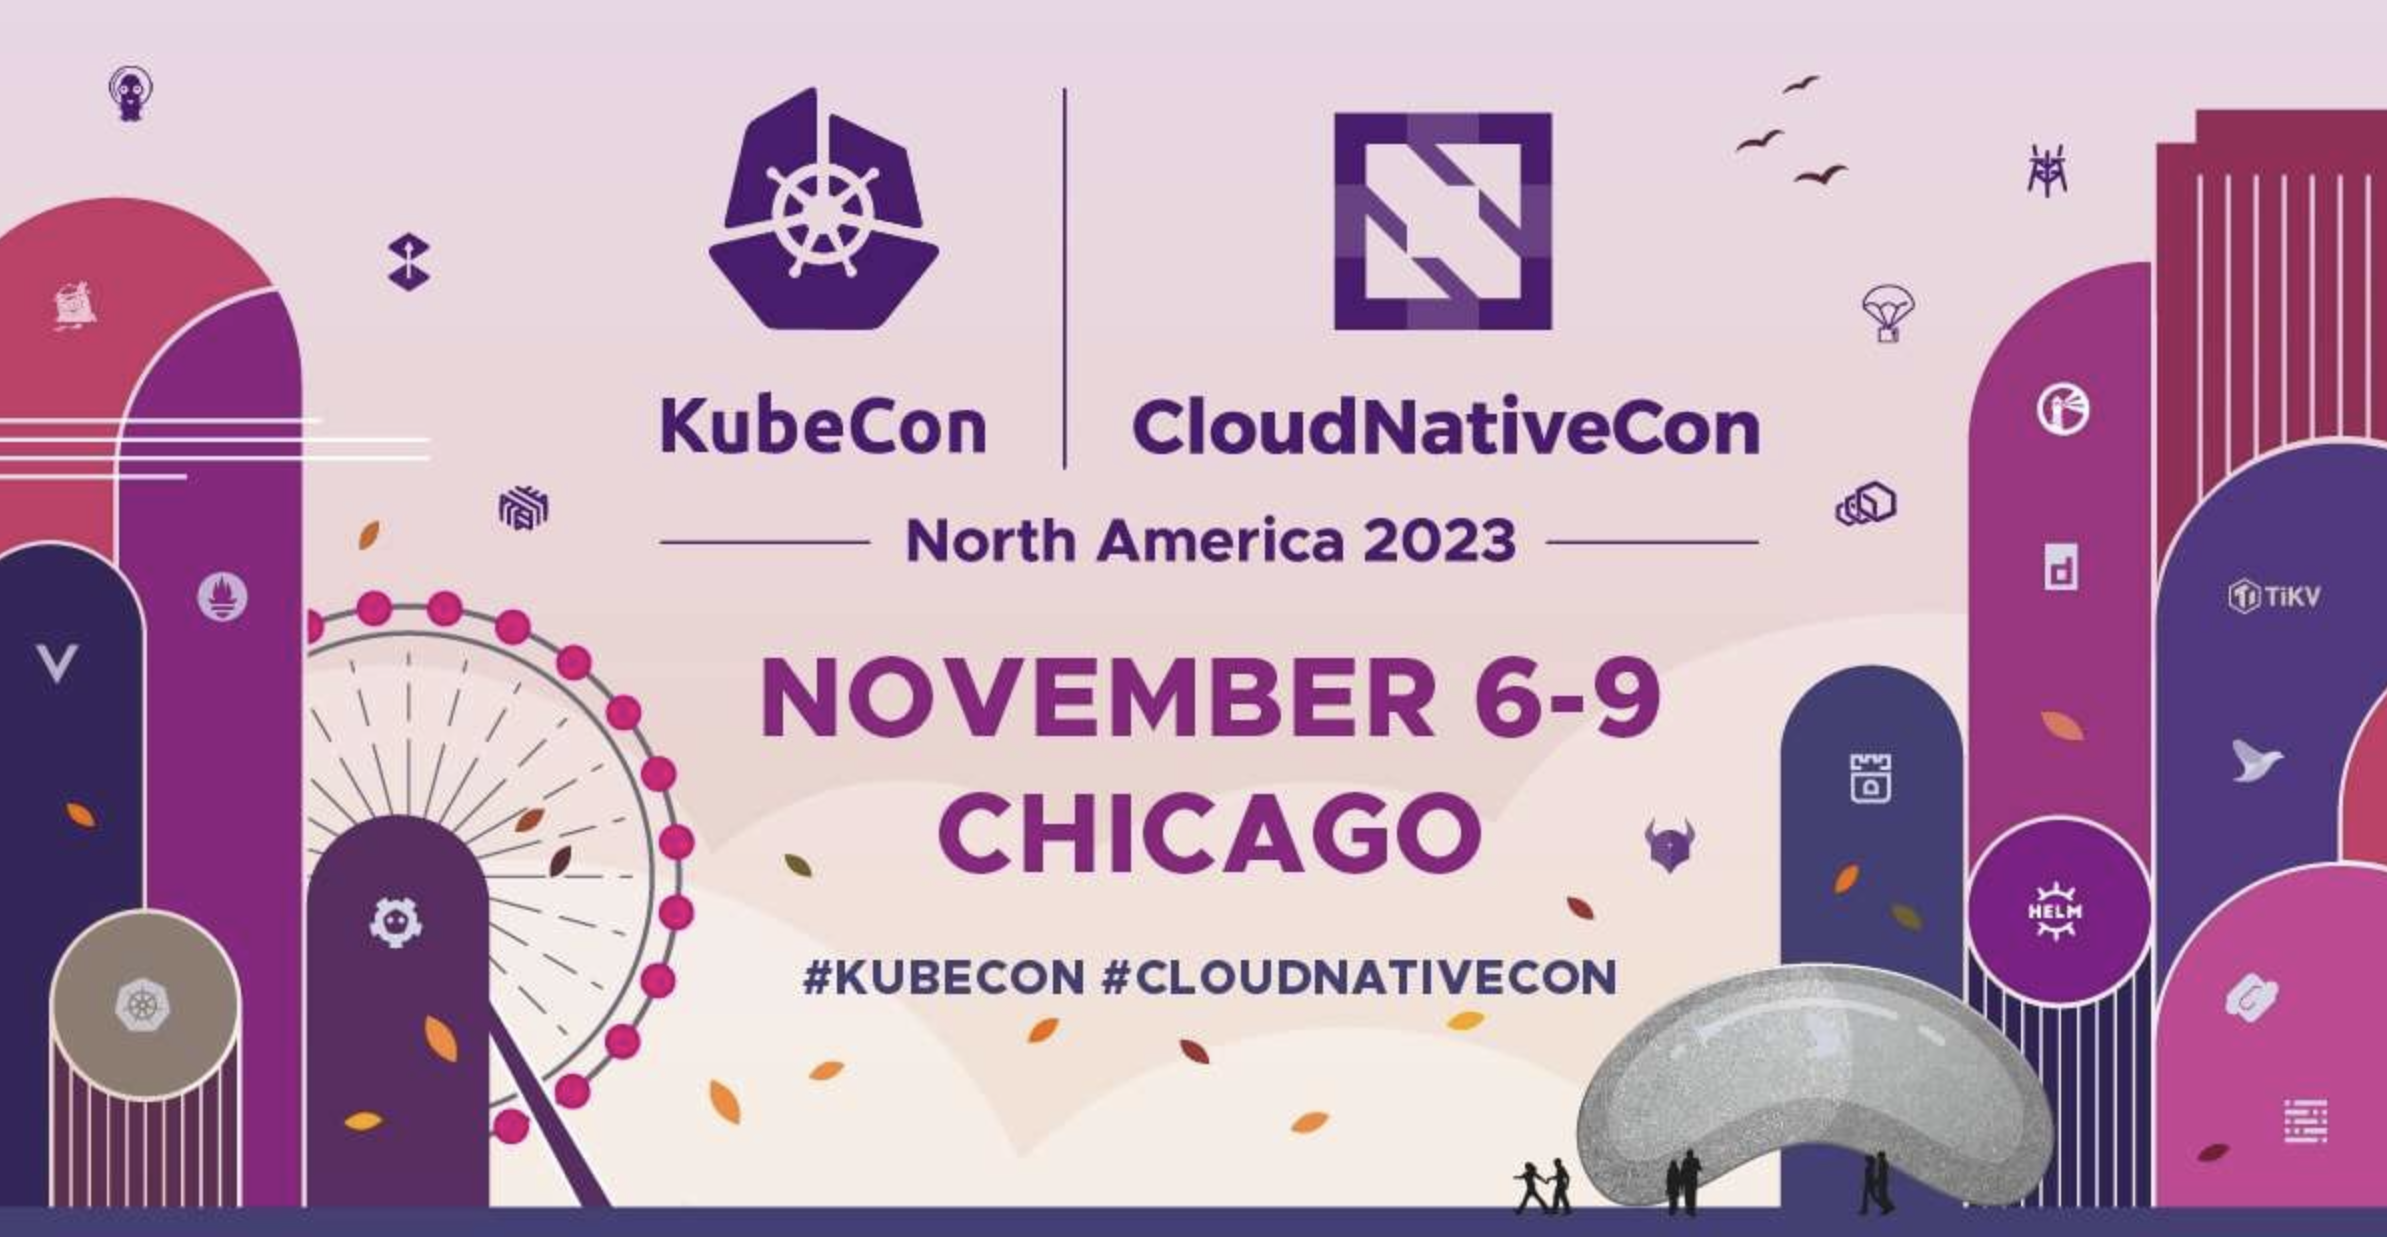 KubeCon
CloudNativeCon
North America 2023
NOVEMBER 6-9
CHICAGO
#KUBECON #CLOUDNATIVECON
TiKV
HELM